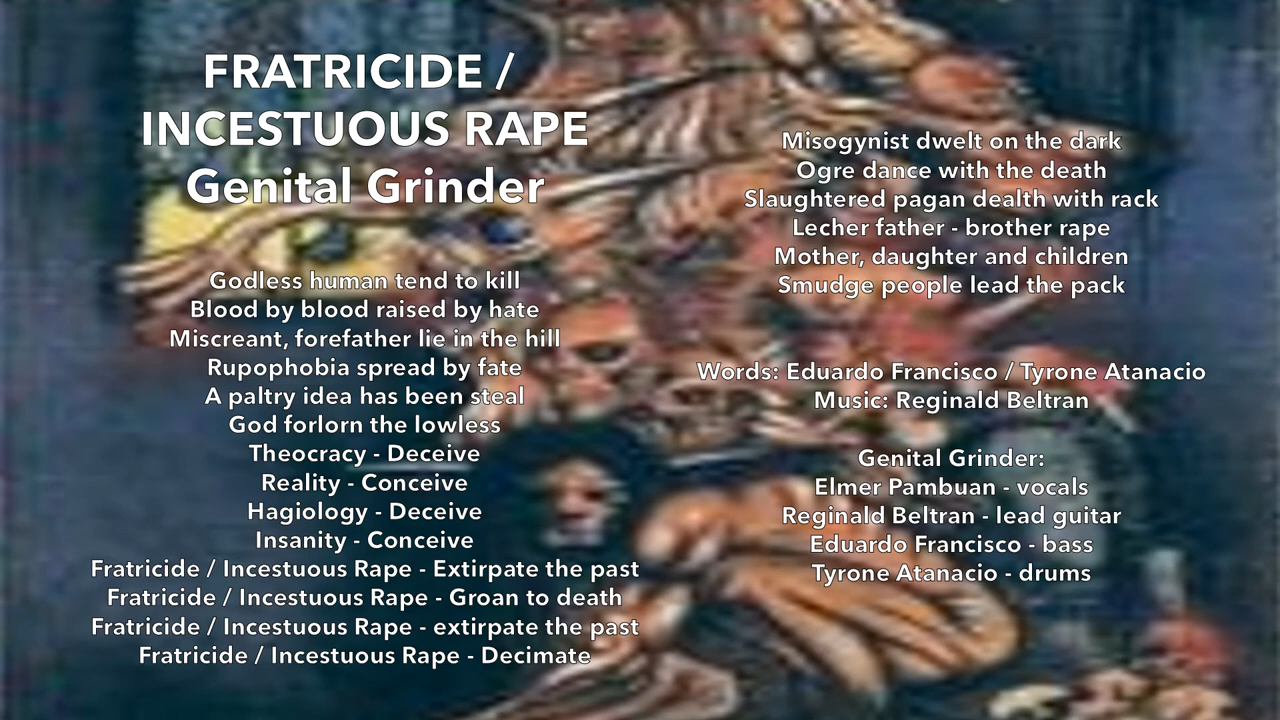 FRATRICIDE /
INCESTUOUS RAPE
Genital Grinder
Godless human tend to kill
Blood by blood raised by hate
Miscreant, forefather lie in the hill
Rupophobia spread by fate
A paltry idea has been steal
God forlorn the lowless
Theocracy - Deceive
Reality - Conceive
Hagiology - Deceive
Insanity - Conceive
Fratricide / Incestuous Rape - Extirpate the past
Fratricide / Incestuous Rape - Groan to death
Fratricide / Incestuous Rape - extirpate the past
Fratricide / Incestuous Rape - Decimate
Misogynist dwelt on the dark
Ogre dance with the death
Slaughtered pagan dealth with rack
Lecher father - brother rape
Mother, daughter and children
Smudge people lead the pack
Words: Eduardo Francisco / Tyrone Atanacio
Music: Reginald Beltran
Genital Grinder:
Elmer Pambuan - vocals
Reginald Beltran - lead guitar
Eduardo Francisco - bass
Tyrone Atanacio - drums